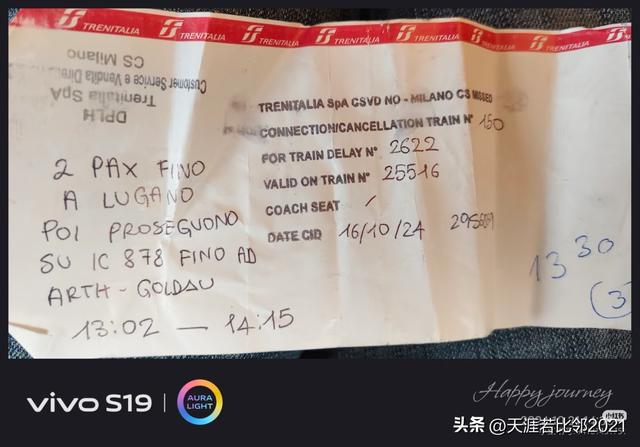 TRENITALIA TRENITALIA TRENITALIA TRENITALIA TRENITALIA TRENITALIA
DPLH
Trenitalia SpA
Customer Service e Vendita
CS Milano
2 PAX FINO
A LUGANO
POI PROSEGUONO
SU IC 878 FINO AD
ARTH-GOLDAU
13:02 — 14:15
TRENITALIA SpA CSVD NO - MILANO CS MISSED
CONNECTION/CANCELLATION TRAIN N° 150
FOR TRAIN DELAY N° 2622
VALID ON TRAIN N° 25516
COACH SEAT /
DATE CID 16/10/24
13 30
(3)
vivo S19
AURA LIGHT
Happy journey
小红书
头条 @天涯若比邻2021